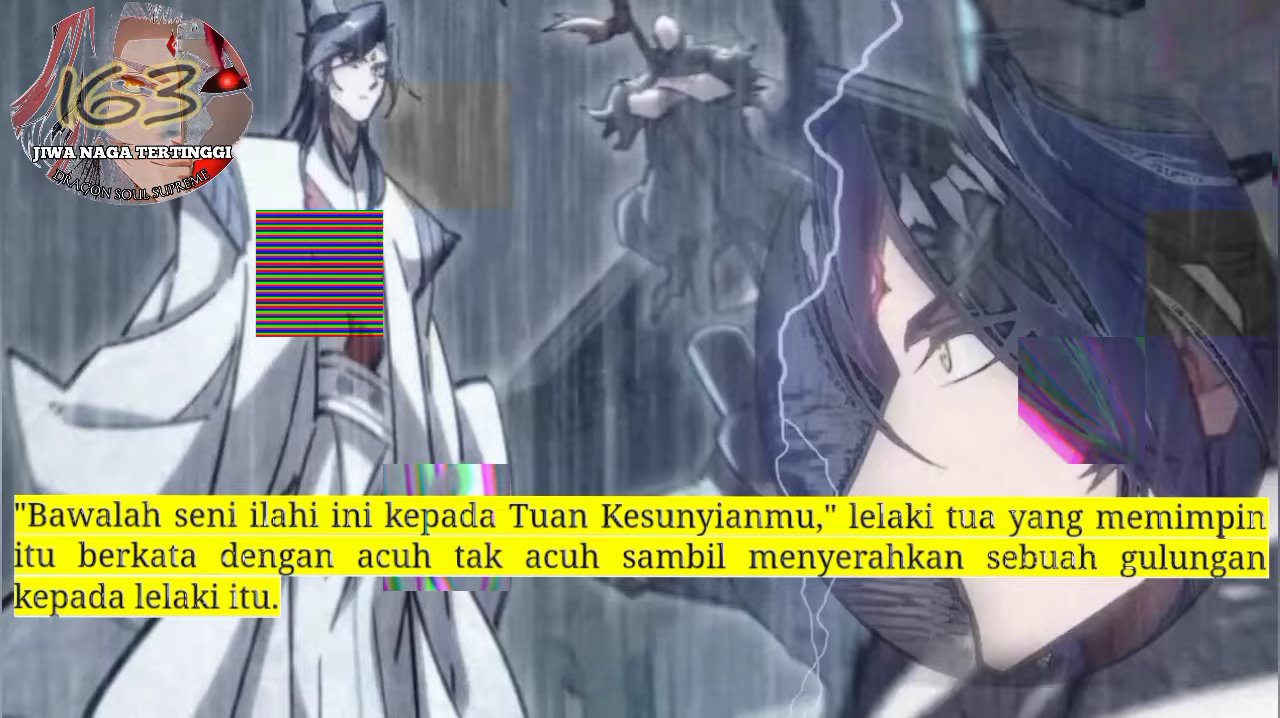 163
JIWA NAGA TERTINGGI
DRAGON SOUL SUPREME
"Bawalah seni ilahi ini kepada Tuan Kesunyianmu," lelaki tua yang memimpin
itu berkata dengan acuh tak acuh sambil menyerahkan sebuah gulungan
kepada lelaki itu.